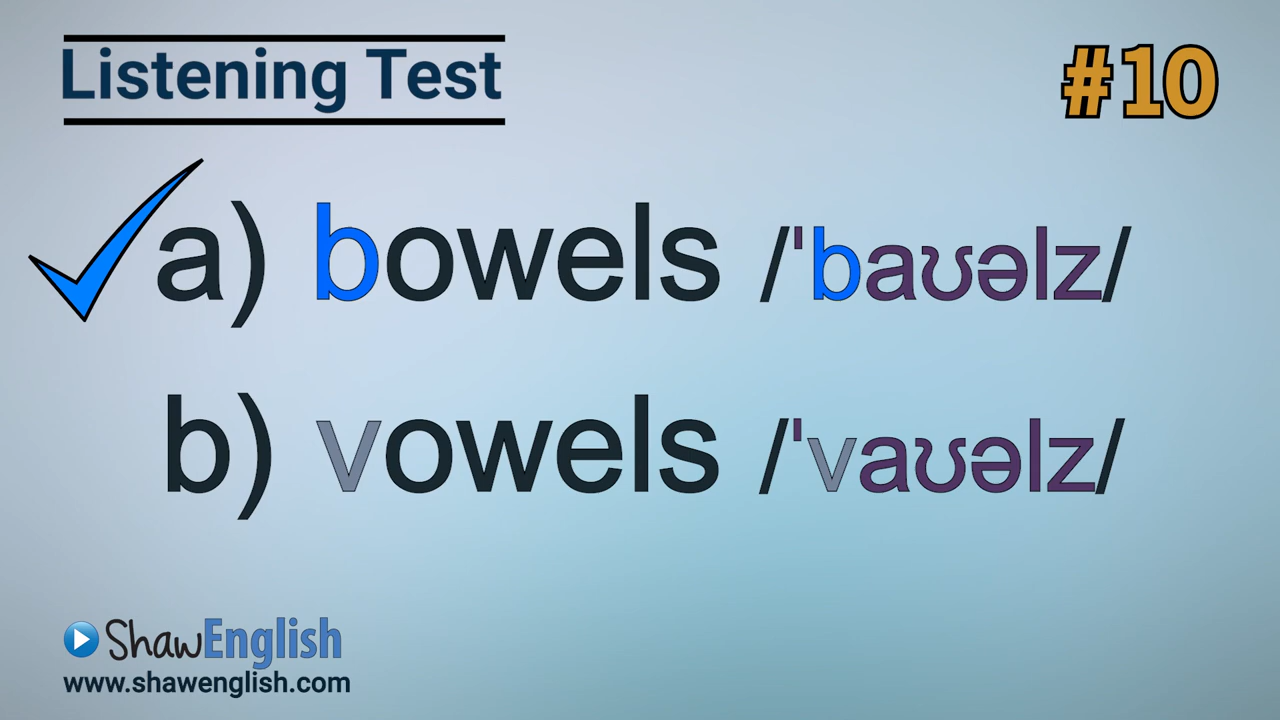 Listening Test
#10
a) bowels /ˈbaʊəlz/
b) vowels /ˈvaʊəlz/
ShawEnglish
www.shawenglish.com